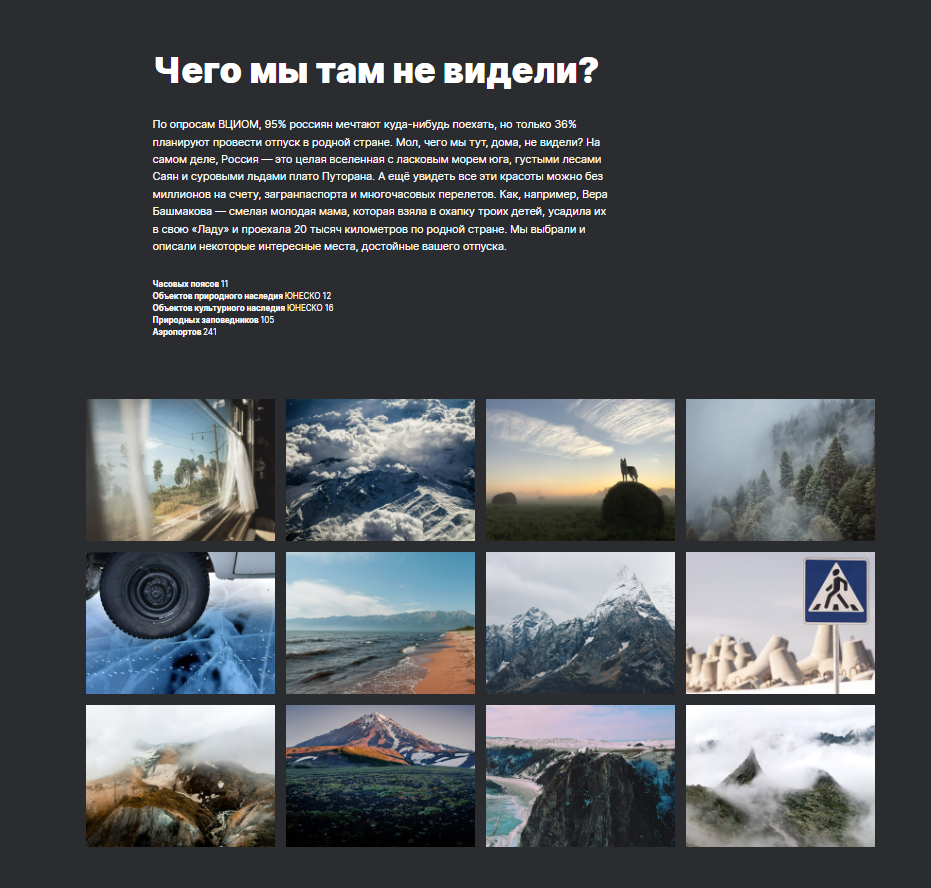 Чего мы там не видели?
По опросам ВЦИОМ, 95% россиян мечтают куда-нибудь поехать, но только 36%
планируют провести отпуск в родной стране. Мол, чего мы тут, дома, не видели? На
самом деле, Россия — это целая вселенная с ласковым морем юга, густыми лесами
Саян и суровыми льдами плато Путорана. А ещё увидеть все эти красоты можно без
миллионов на счету, загранпаспорта и многочасовых перелетов. Как, например, Вера
Башмакова — смелая молодая мама, которая взяла в охапку троих детей, усадила их
в свою «Ладу» и проехала 20 тысяч километров по родной стране. Мы выбрали и
описали некоторые интересные места, достойные вашего отпуска.
Часовых поясов 11
Объектов природного наследия ЮНЕСКО 12
Объектов культурного наследия ЮНЕСКО 16
Природных заповедников 105
Аэропортов 241